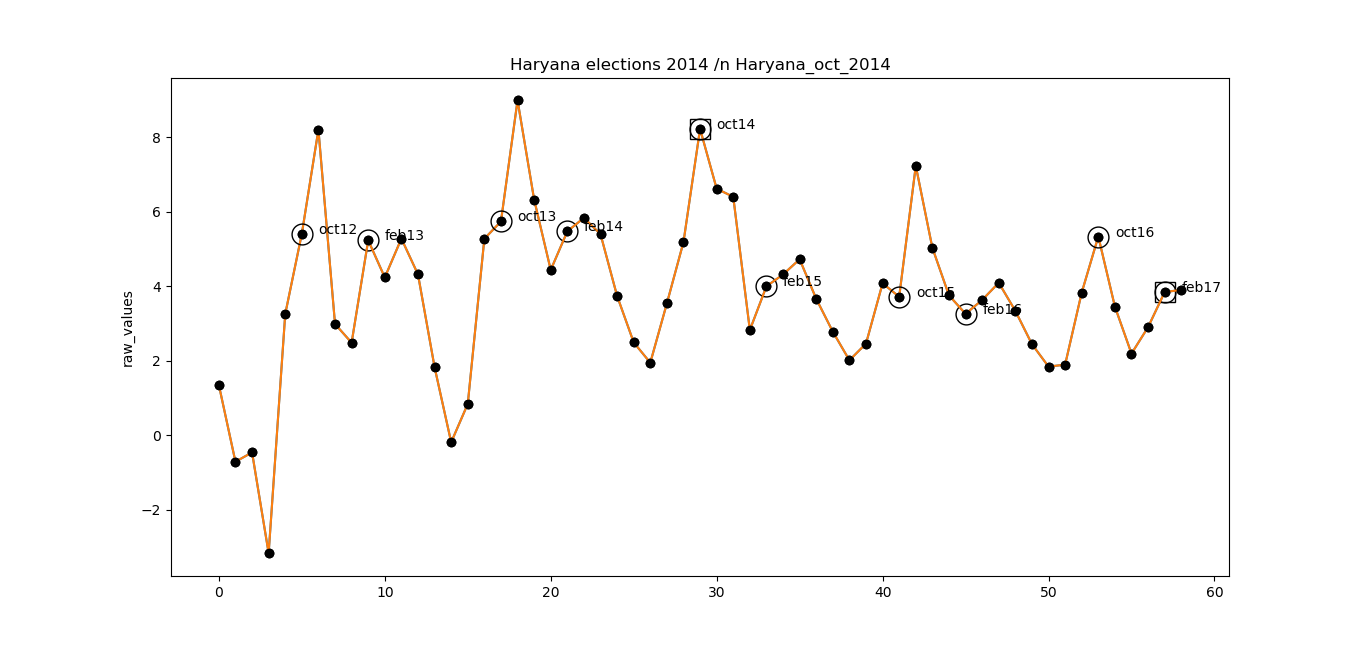 Haryana elections 2014 /n Haryana_oct_2014
raw_values
8
6
4
2
0
−2
oct12
feb13
oct13
feb14
oct14
feb15
oct15
feb16
oct16
feb17
0 10 20 30 40 50 60